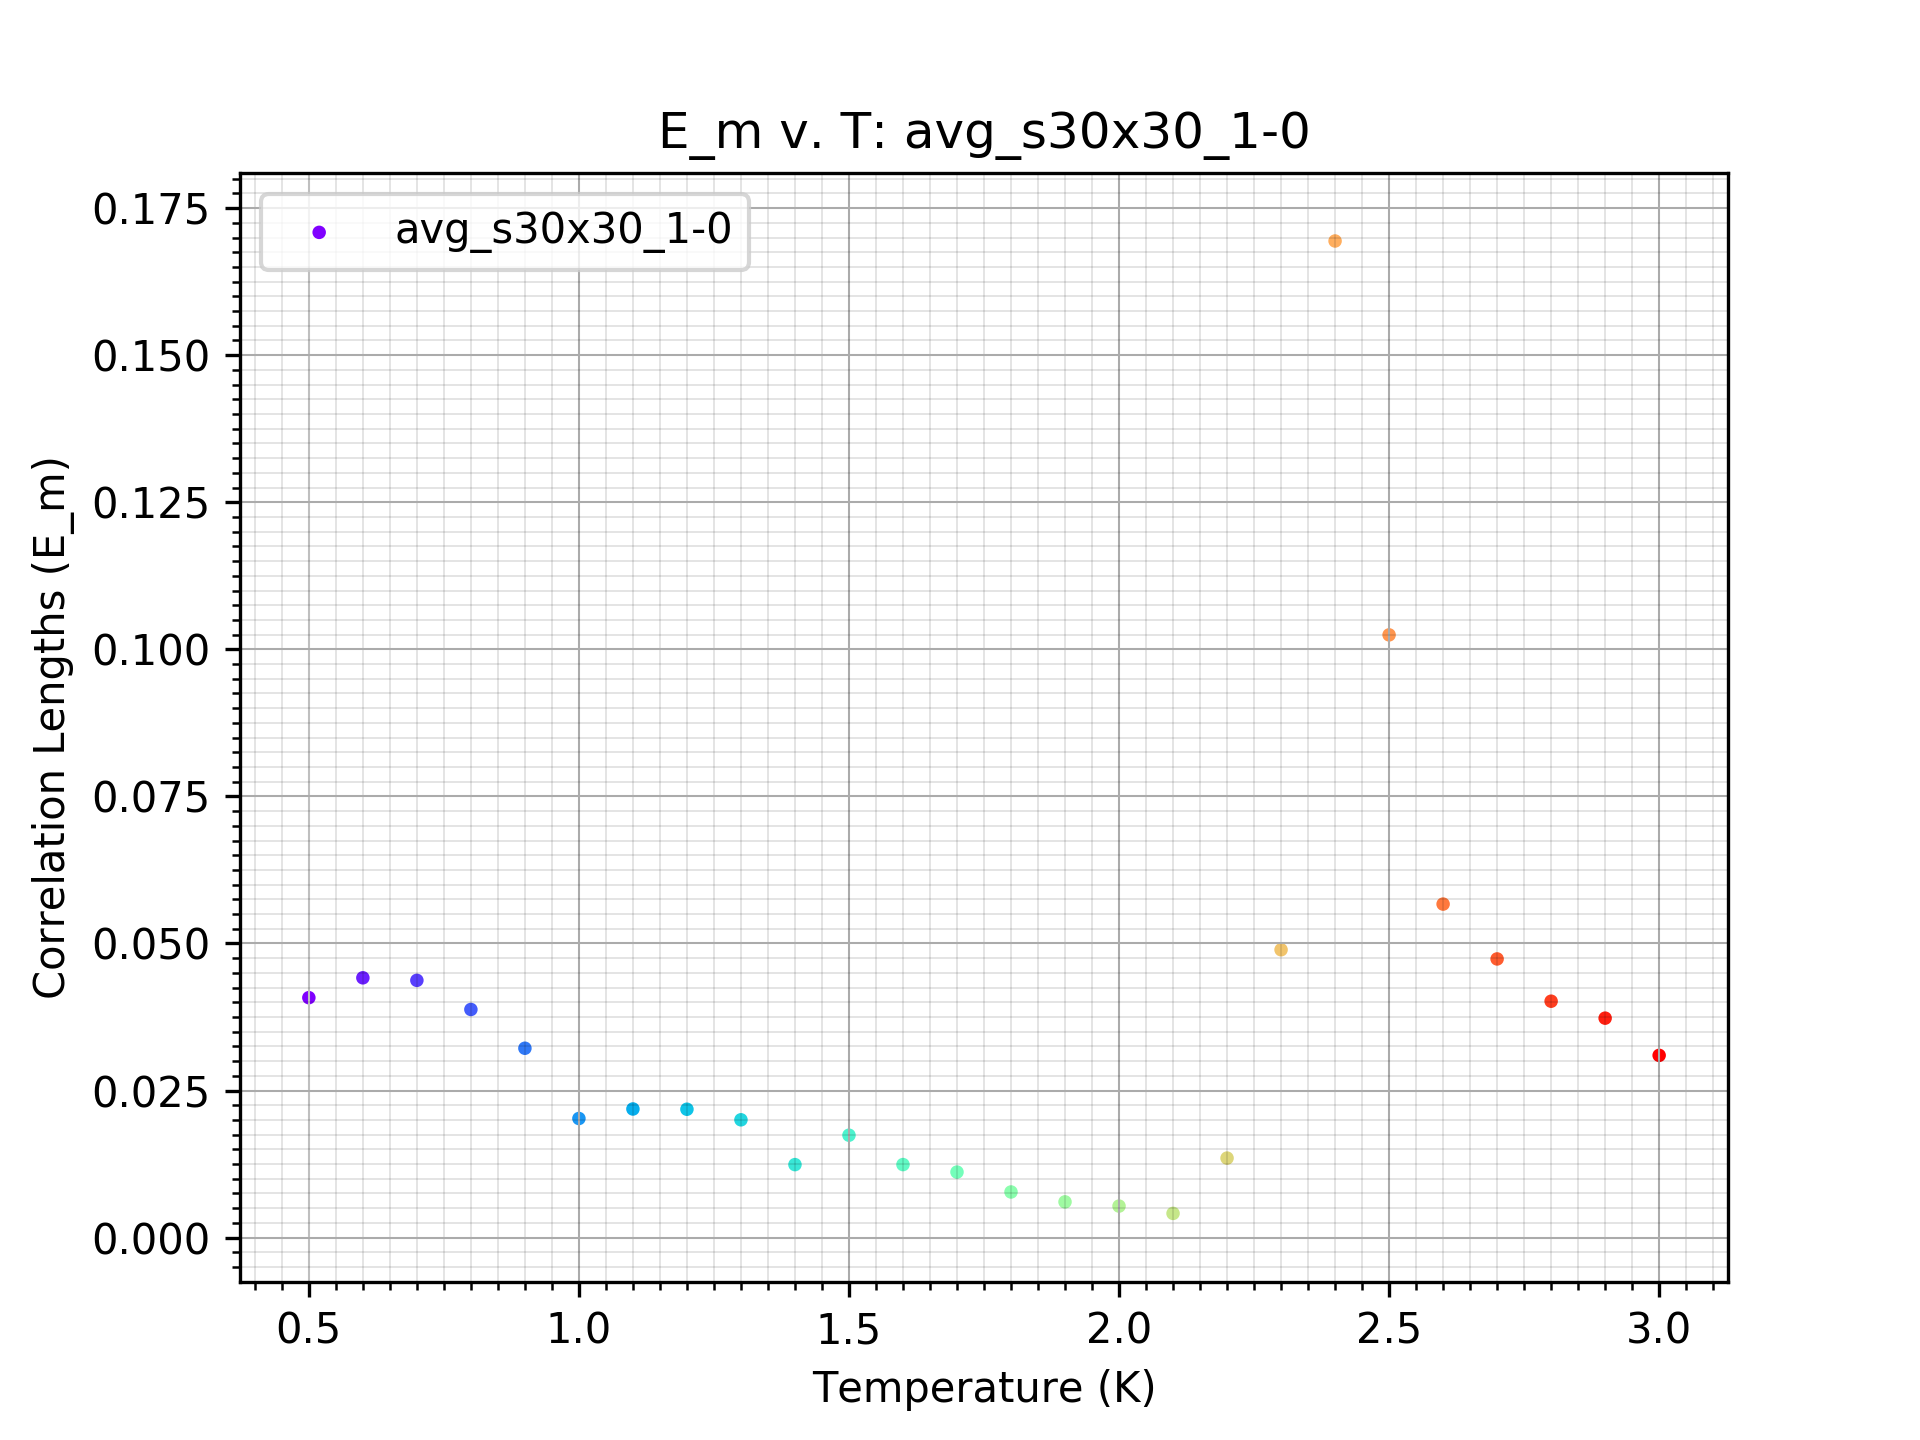 E_m v. T: avg_s30x30_1-0
avg_s30x30_1-0
0.175
0.150
0.125
0.100
0.075
0.050
0.025
0.000
Correlation Lengths (E_m)
0.5 1.0 1.5 2.0 2.5 3.0
Temperature (K)